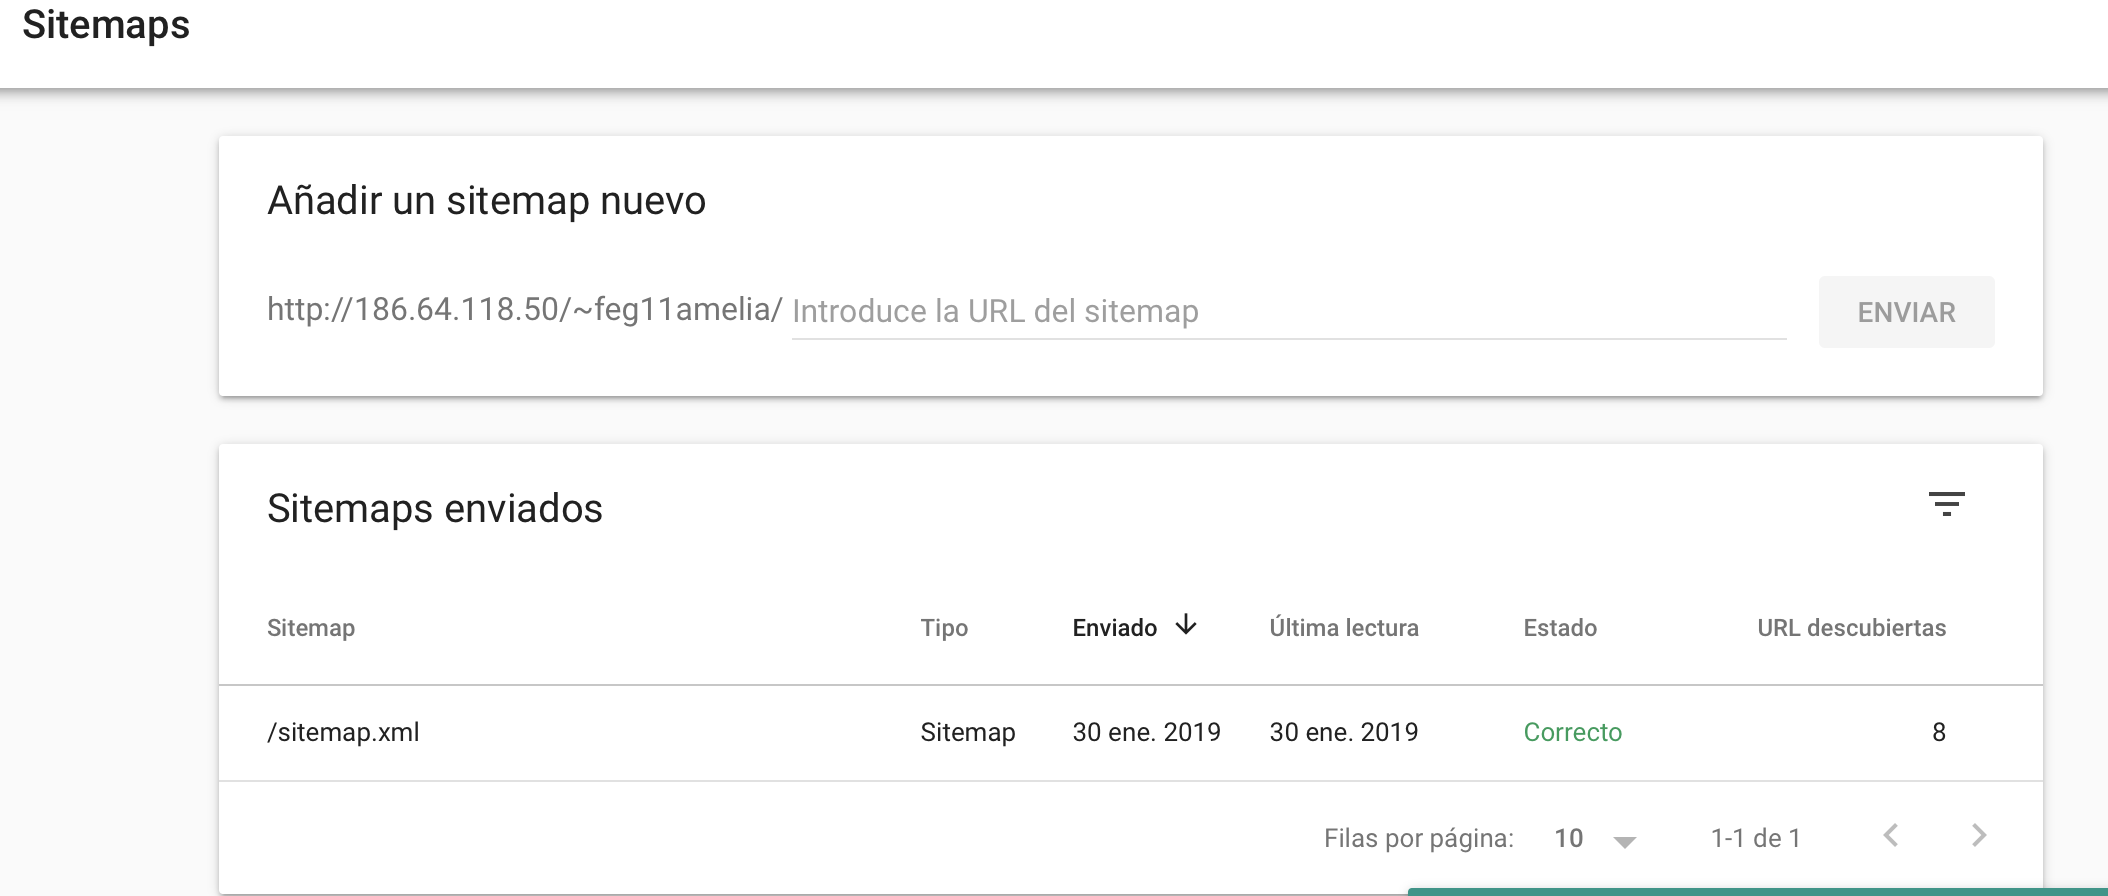 Sitemaps
Añadir un sitemap nuevo
http://186.64.118.50/~feg11amelia/ Introduce la URL del sitemap ENVIAR
Sitemaps enviados
Sitemap Tipo Enviado Última lectura Estado URL descubiertas
/sitemap.xml Sitemap 30 ene. 2019 30 ene. 2019 Correcto 8
Filas por página: 10 1-1 de 1